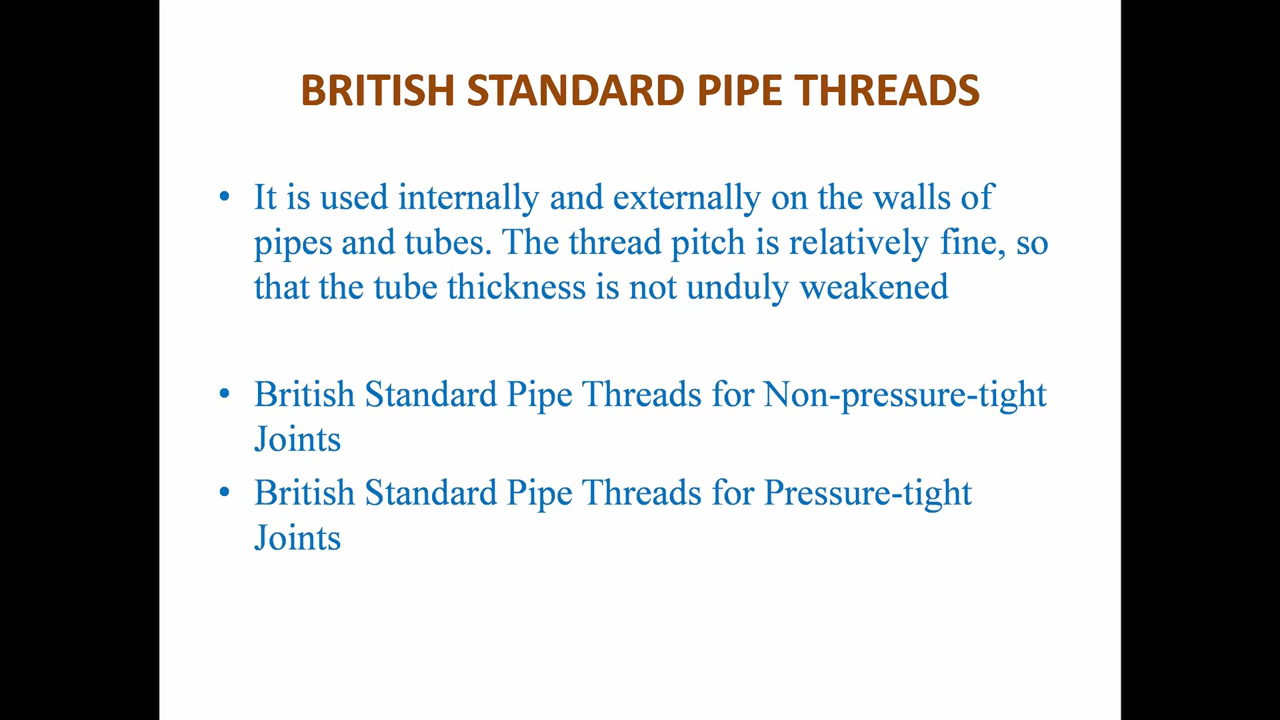 BRITISH STANDARD PIPE THREADS
• It is used internally and externally on the walls of
pipes and tubes. The thread pitch is relatively fine, so
that the tube thickness is not unduly weakened
• British Standard Pipe Threads for Non-pressure-tight
Joints
• British Standard Pipe Threads for Pressure-tight
Joints